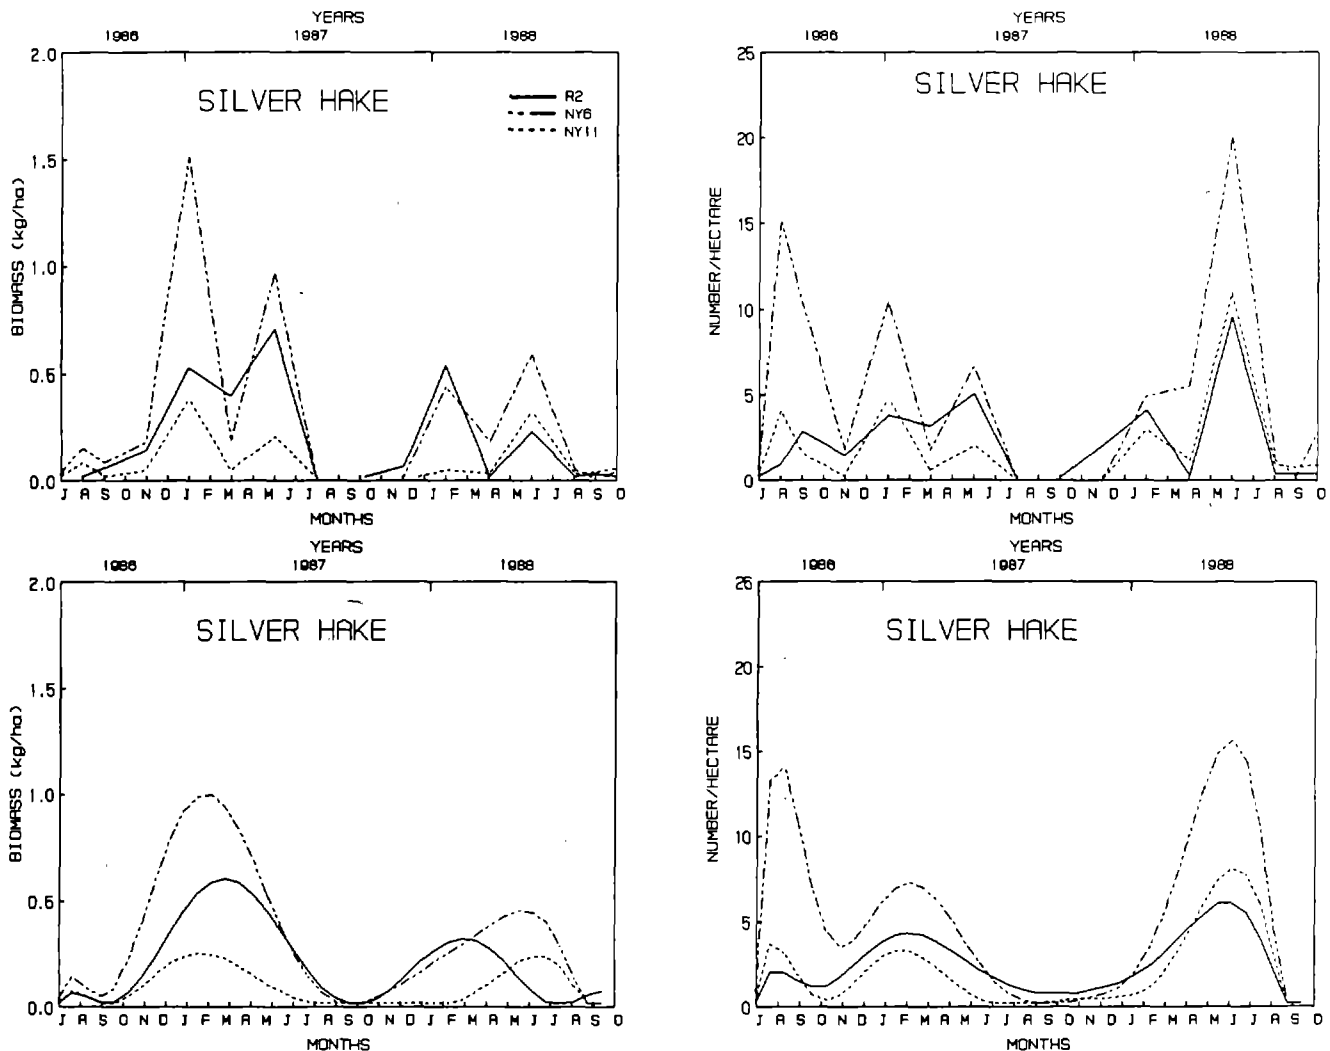 YEARS
1986 1987 1988
2.0
SILVER HAKE
R2
NY6
NY11
1.5
1.0
0.5
0.0
BIOMASS (kg/ha)
J A S O N D J F M A M J J A S O N D J F M A M J J A S O
MONTHS
YEARS
1986 1987 1988
25
SILVER HAKE
20
15
10
5
0
NUMBER/HECTARE
J A S O N D J F M A M J J A S O N D J F M A M J J A S O
MONTHS
YEARS
1986 1987 1988
2.0
SILVER HAKE
1.5
1.0
0.5
0.0
BIOMASS (kg/ha)
J A S O N D J F M A M J J A S O N D J F M A M J J A S O
MONTHS
YEARS
1986 1987 1988
25
SILVER HAKE
20
15
10
5
0
NUMBER/HECTARE
J A S O N D J F M A M J J A S O N D J F M A M J J A S O
MONTHS